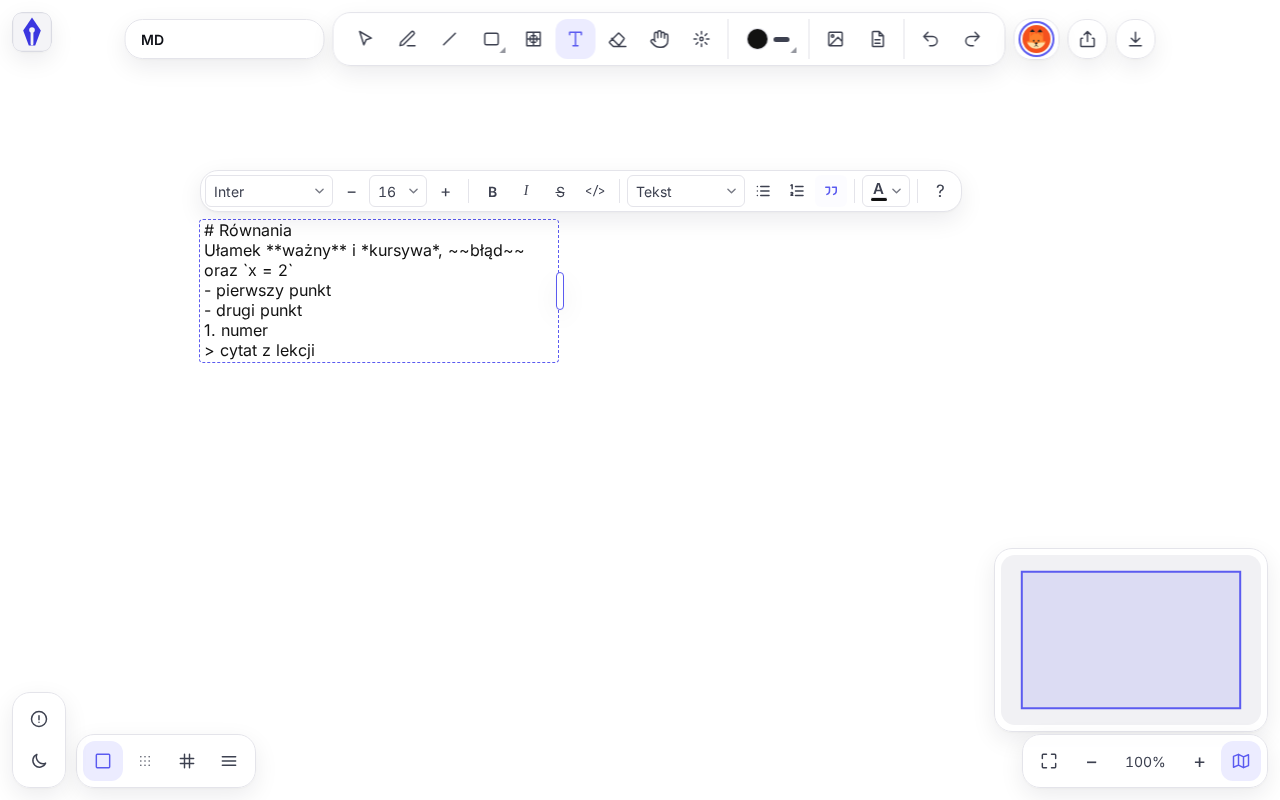 MD
Inter
16
B
I
S
</>
Tekst
A
?
# Równania
Ułamek **ważny** i *kursywa*, ~~błąd~~
oraz `x = 2`
- pierwszy punkt
- drugi punkt
1. numer
> cytat z lekcji
100%